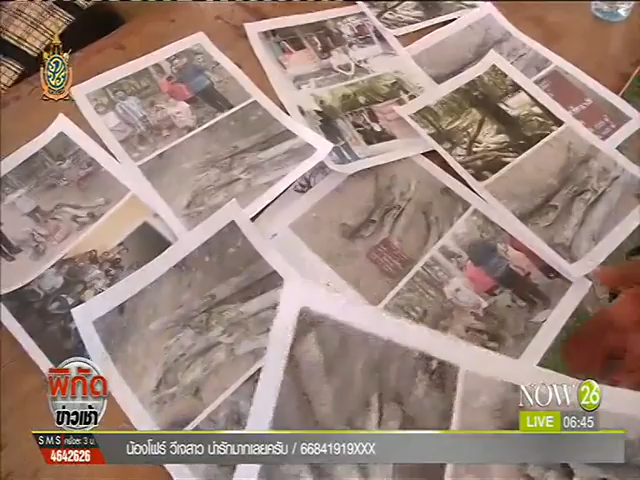 พิกัด
ข่าวเช้า
NOW 26
LIVE 06:45
SMS ครั้งละ 3 บ.
4642626
น้องโฟร์ วีเจสาว น่ารักมากเลยครับ / 66841919XXX